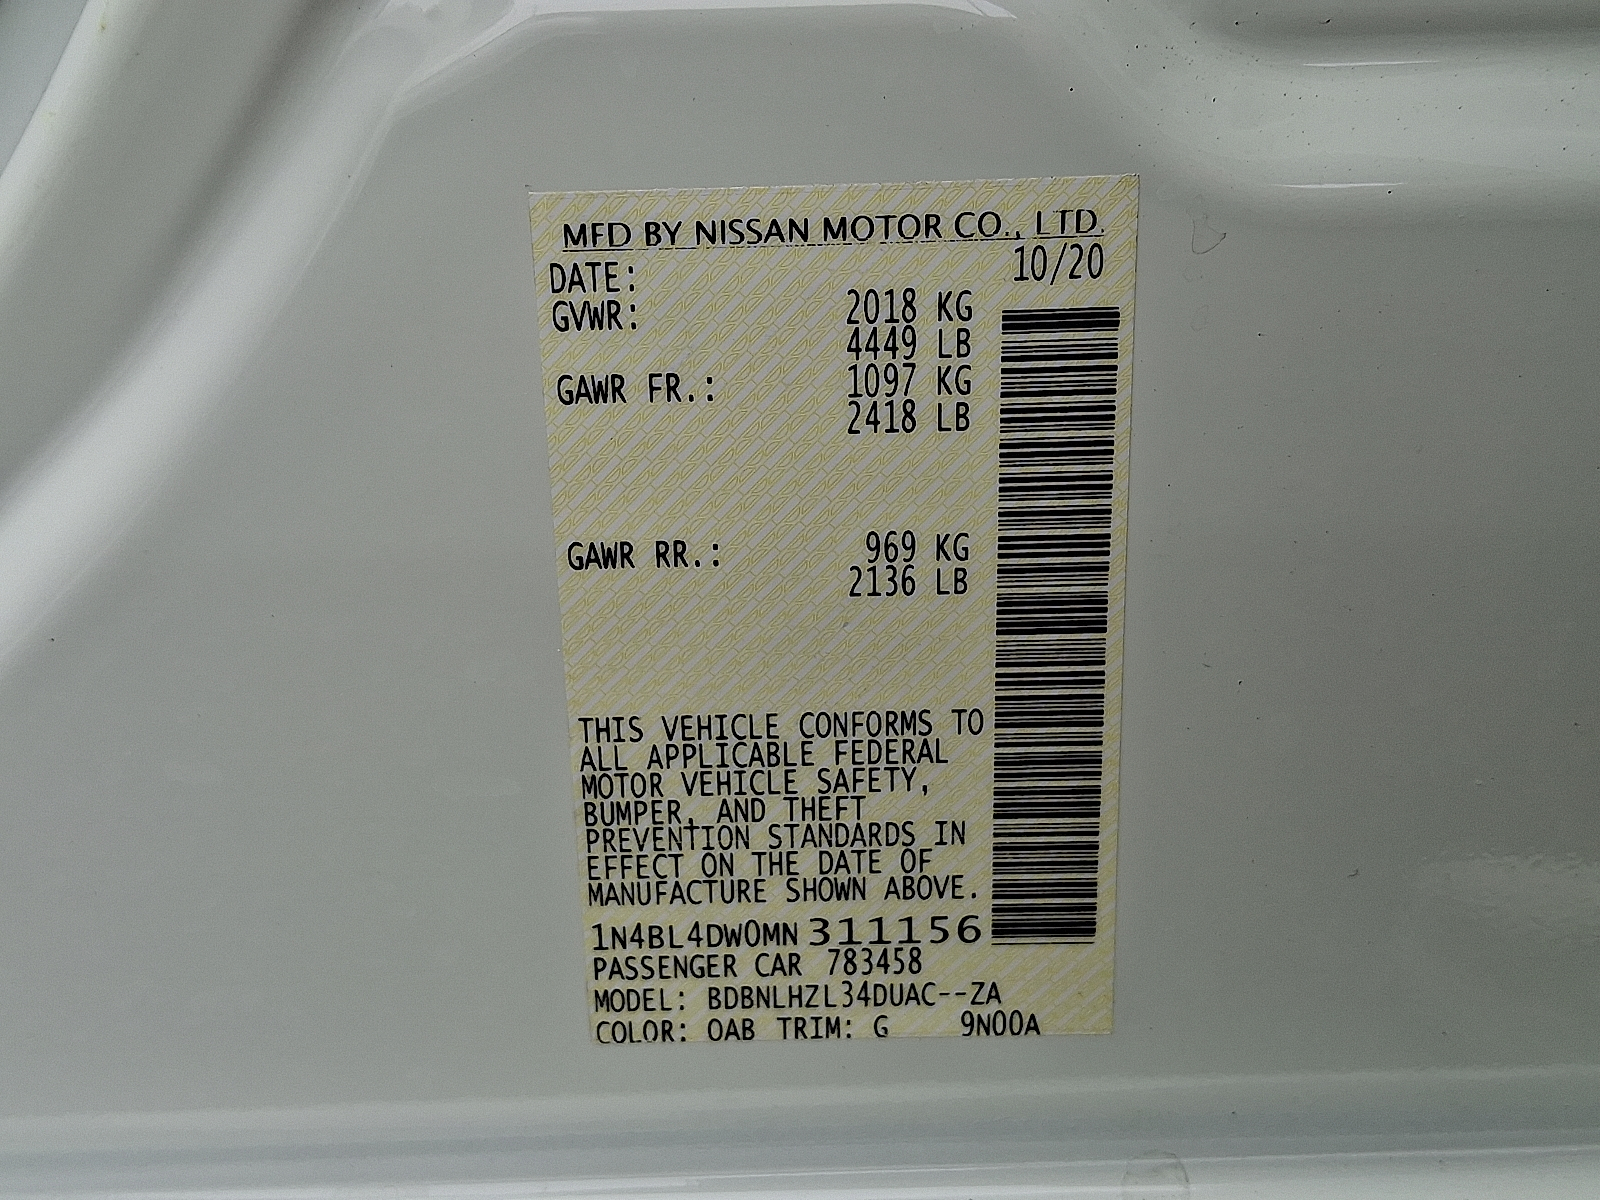 MFD BY NISSAN MOTOR CO., LTD.
DATE: 10/20
GVWR: 2018 KG
4449 LB
GAWR FR.: 1097 KG
2418 LB
GAWR RR.: 969 KG
2136 LB
THIS VEHICLE CONFORMS TO
ALL APPLICABLE FEDERAL
MOTOR VEHICLE SAFETY,
BUMPER, AND THEFT
PREVENTION STANDARDS IN
EFFECT ON THE DATE OF
MANUFACTURE SHOWN ABOVE.
1N4BL4DW0MN311156
PASSENGER CAR 783458
MODEL: BDBNLHZL34DUAC--ZA
COLOR: QAB TRIM: G 9N00A